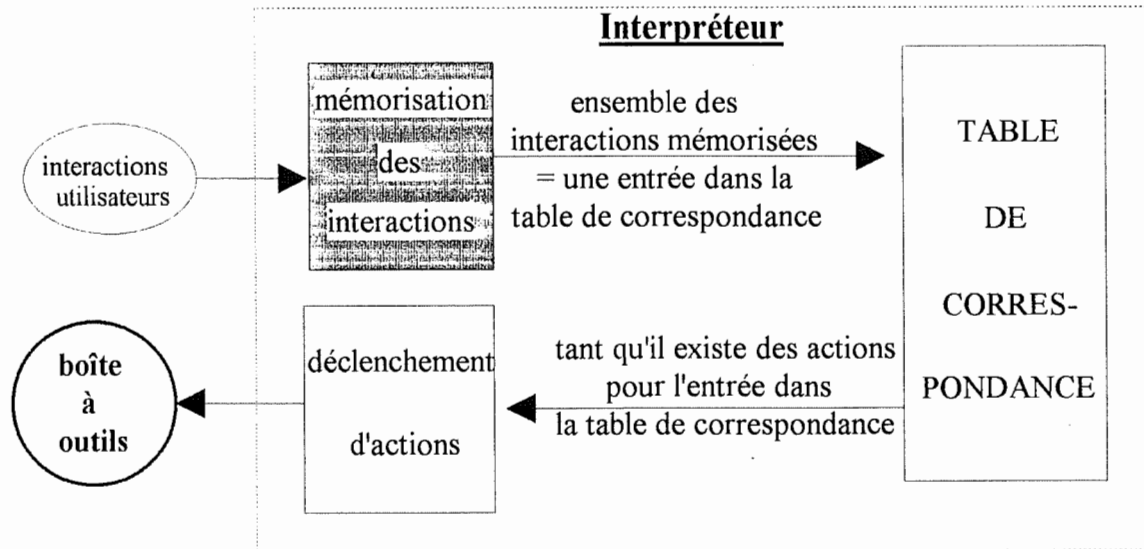 Interpréteur
interactions
utilisateurs
mémorisation
des
interactions
ensemble des
interactions mémorisées
= une entrée dans la
table de correspondance
TABLE
DE
CORRES-
PONDANCE
tant qu'il existe des actions
pour l'entrée dans
la table de correspondance
déclenchement
d'actions
boîte
à
outils